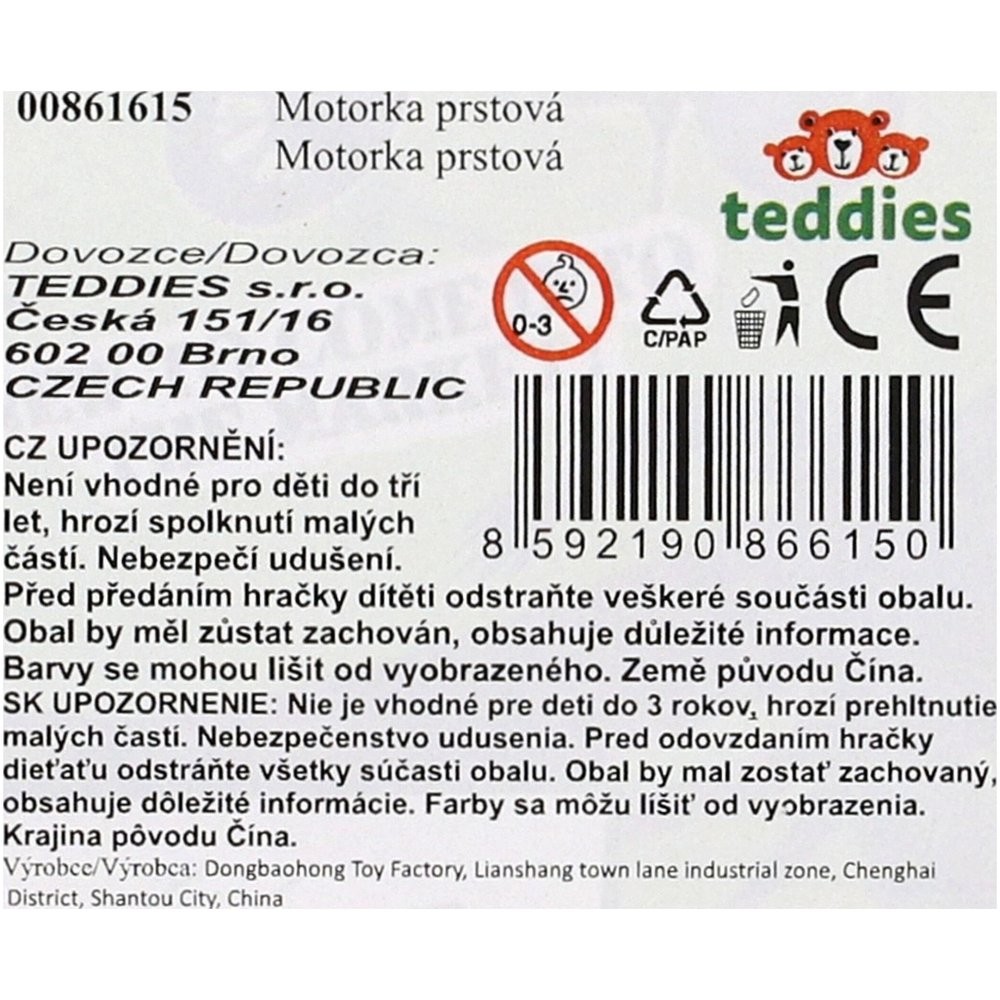 00861615 Motorka prstová
Motorka prstová
teddies
Dovozce/Dovozca:
TEDDIES s.r.o.
Česká 151/16
602 00 Brno
CZECH REPUBLIC
0-3
C/PAP
CE
CZ UPOZORNĚNÍ:
Není vhodné pro děti do tří
let, hrozí spolknutí malých
částí. Nebezpečí udušení.
8 592190 866150
Před předáním hračky dítěti odstraňte veškeré součásti obalu.
Obal by měl zůstat zachován, obsahuje důležité informace.
Barvy se mohou lišit od vyobrazeného. Země původu Čína.
SK UPOZORNENIE: Nie je vhodné pre deti do 3 rokov, hrozí prehltnutie
malých častí. Nebezpečenstvo udusenia. Pred odovzdaním hračky
dieťaťu odstráňte všetky súčasti obalu. Obal by mal zostať zachovaný,
obsahuje dôležité informácie. Farby sa môžu líšiť od vyobrazenia.
Krajina pôvodu Čína.
Výrobce/Výrobca: Dongbaohong Toy Factory, Lianshang town lane industrial zone, Chenghai
District, Shantou City, China